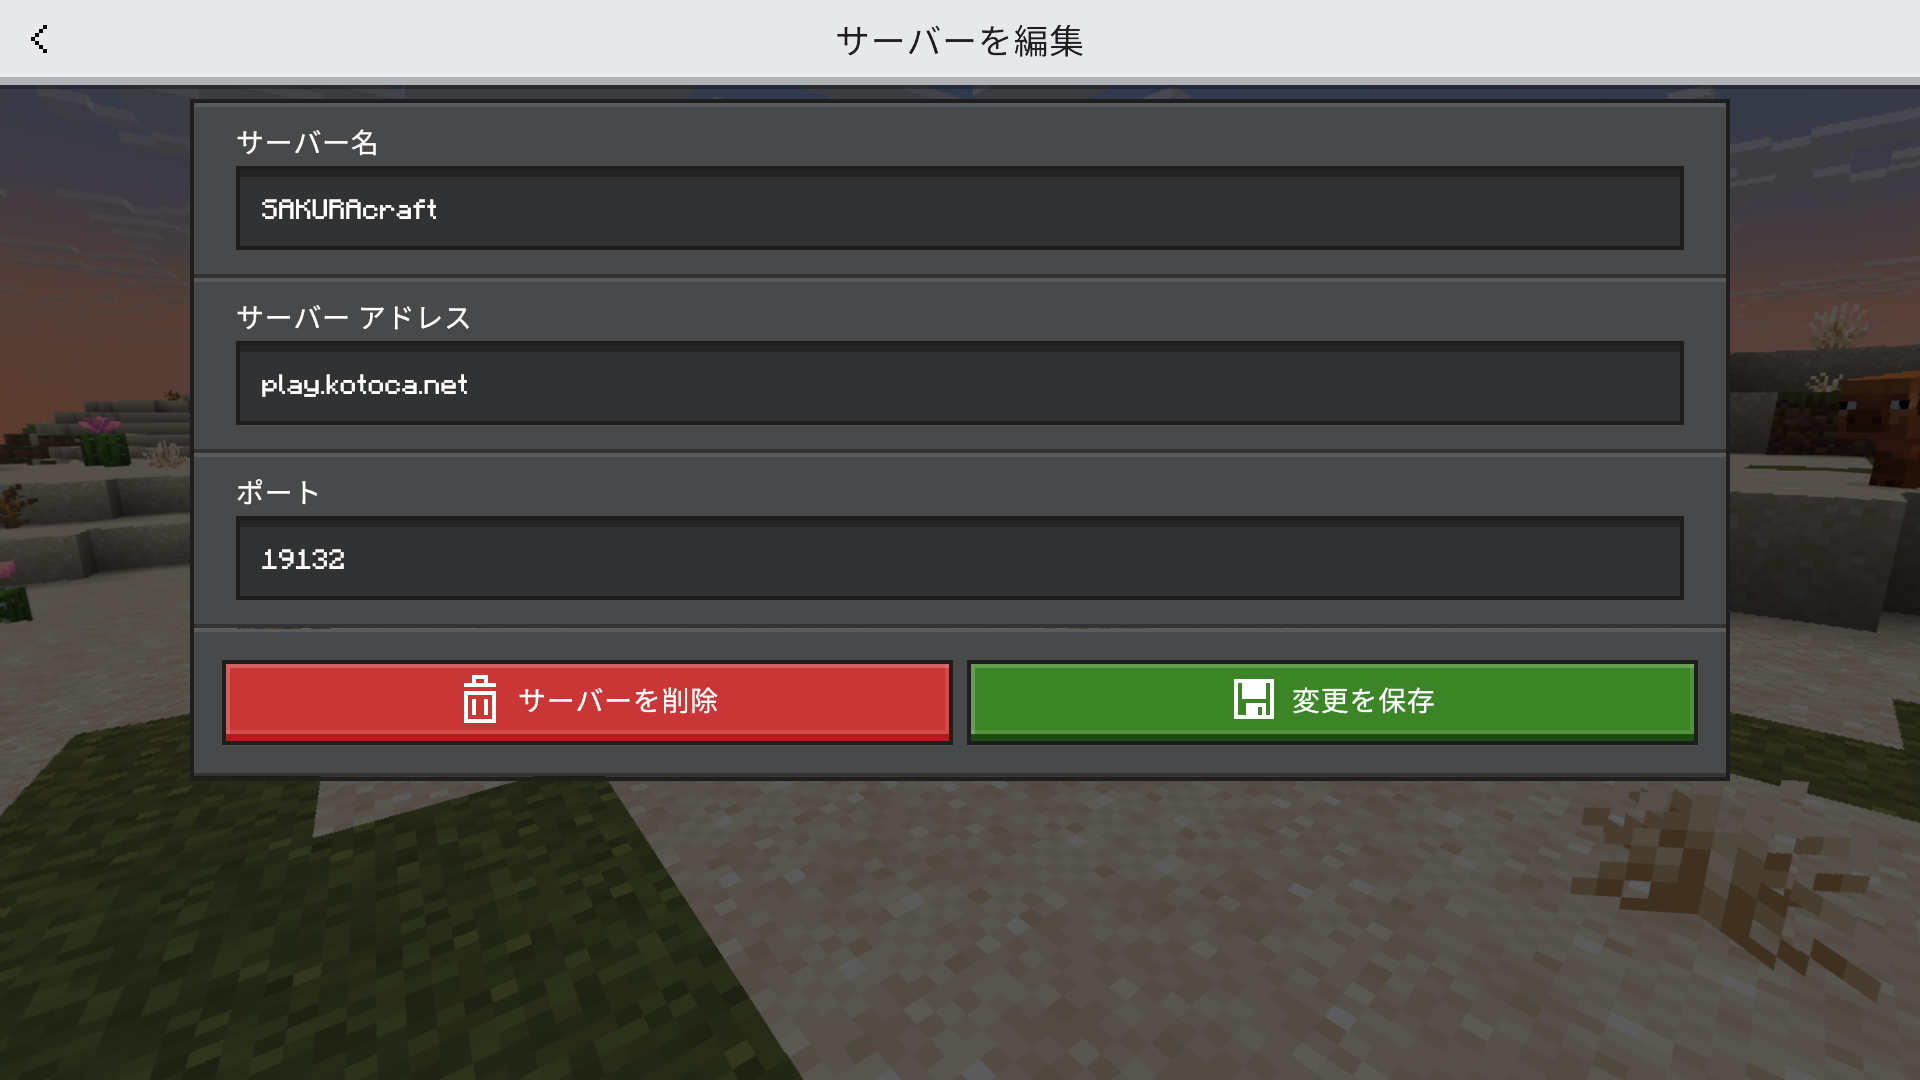 サーバーを編集
サーバー名
SAKURAcraft
サーバー アドレス
play.kotoca.net
ポート
19132
サーバーを削除
変更を保存